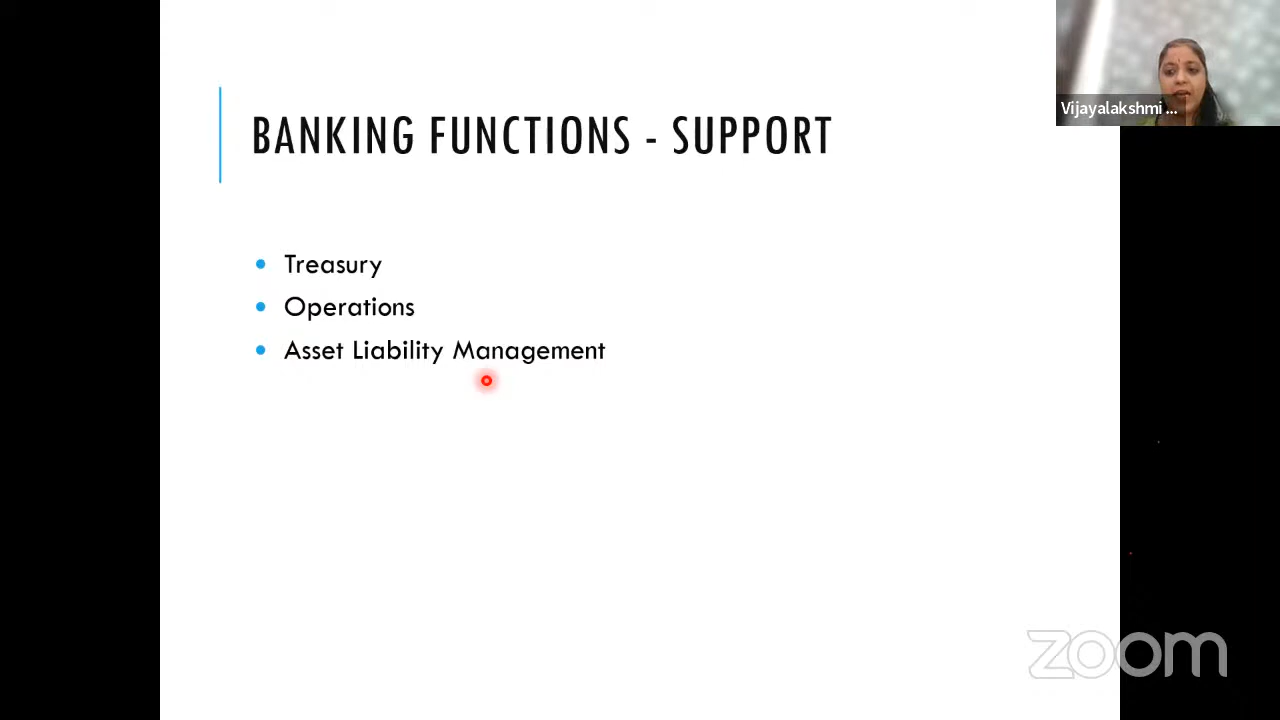 BANKING FUNCTIONS - SUPPORT
Vijayalakshmi ...
• Treasury
• Operations
• Asset Liability Management
zoom